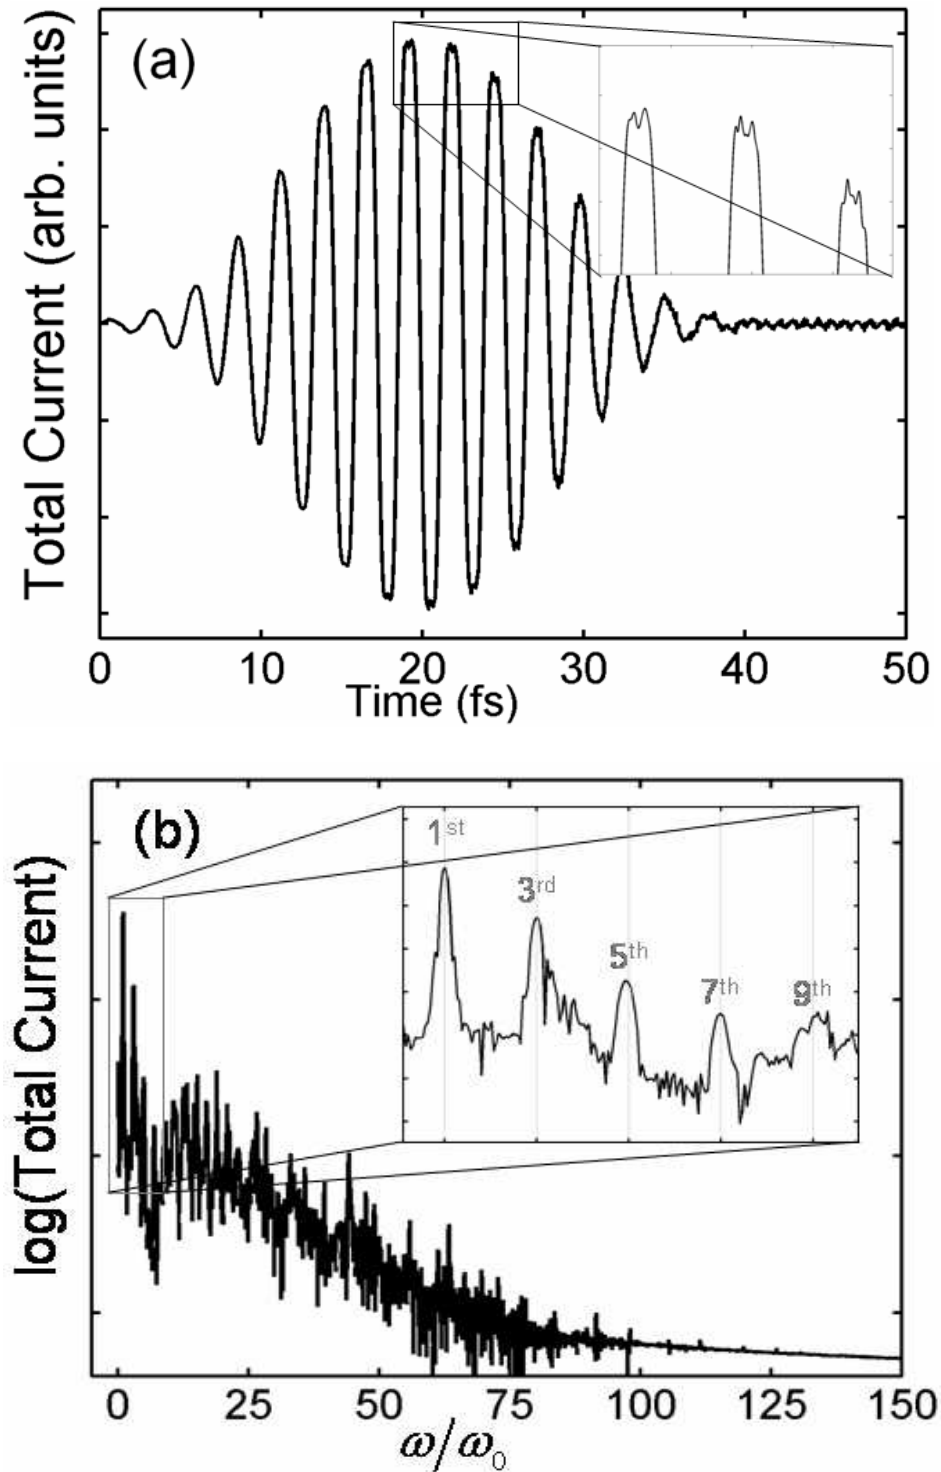 (a)
Total Current (arb. units)
0 10 20 30 40 50
Time (fs)
(b)
1st
3rd
5th
7th
9th
log(Total Current)
0 25 50 75 100 125 150
ω/ω0